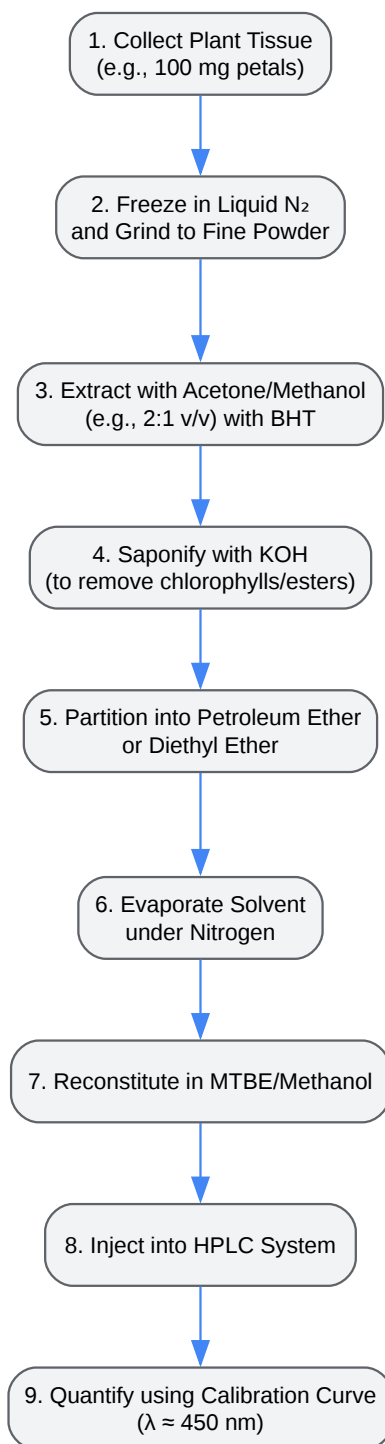 1. Collect Plant Tissue
(e.g., 100 mg petals)
2. Freeze in Liquid N₂
and Grind to Fine Powder
3. Extract with Acetone/Methanol
(e.g., 2:1 v/v) with BHT
4. Saponify with KOH
(to remove chlorophylls/esters)
5. Partition into Petroleum Ether
or Diethyl Ether
6. Evaporate Solvent
under Nitrogen
7. Reconstitute in MTBE/Methanol
8. Inject into HPLC System
9. Quantify using Calibration Curve
(λ ≈ 450 nm)